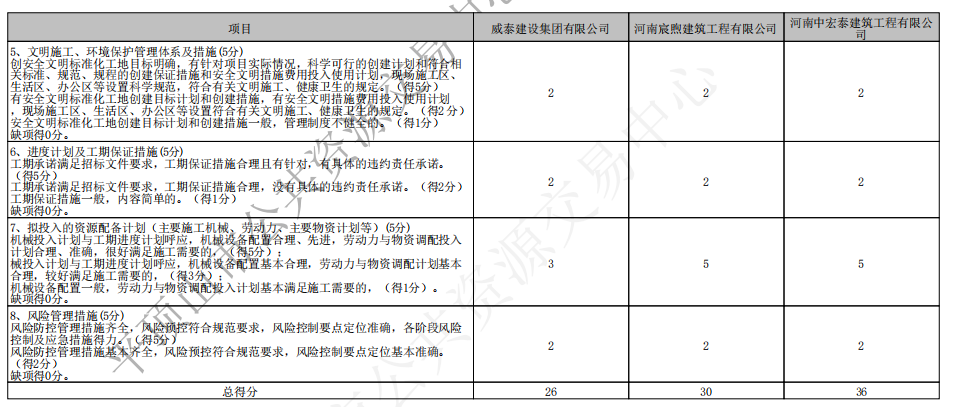 项目 威泰建设集团有限公司 河南宸煦建筑工程有限公司 河南中宏泰建筑工程有限公
司
5、文明施工、环境保护管理体系及措施(5分)
创安全文明标准化工地目标明确，有针对项目实际情况，科学可行的创建计划和符合相
关标准、规范、规程的创建保证措施和安全文明措施费用投入使用计划，现场施工区、
生活区、办公区等设置科学规范，符合有关文明施工、健康卫生的规定。（得5分）
有安全文明标准化工地创建目标计划和创建措施，有安全文明措施费用投入使用计划
，现场施工区、生活区、办公区等设置符合有关文明施工、健康卫生的规定。（得2 分）
安全文明标准化工地创建目标计划和创建措施一般，管理制度不健全的。（得1分）
缺项得0分。
2 2 2
6、进度计划及工期保证措施(5分)
工期承诺满足招标文件要求，工期保证措施合理且有针对，有具体的违约责任承诺。
（得5分）
工期承诺满足招标文件要求，工期保证措施合理，没有具体的违约责任承诺。（得2分）
工期保证措施一般，内容简单的。（得1分）
缺项得0分。
2 2 2
7、拟投入的资源配备计划（主要施工机械、劳动力、主要物资计划等）(5分)
机械投入计划与工期进度计划呼应，机械设备配置合理、先进，劳动力与物资调配投入
计划合理、准确，很好满足施工需要的，（得5分）；
械投入计划与工期进度计划呼应，机械设备配置基本合理，劳动力与物资调配计划基本
合理，较好满足施工需要的，（得3分）；
机械设备配置一般，劳动力与物资调配投入计划基本满足施工需要的，（得1分）。
缺项得0分。
3 5 5
8、风险管理措施(5分)
风险防控管理措施齐全，风险预控符合规范要求，风险控制要点定位准确，各阶段风险
控制及应急措施得力。（得5分）
风险防控管理措施基本齐全，风险预控符合规范要求，风险控制要点定位基本准确。
（得2分）
缺项得0分。
2 2 2
总得分 26 30 36
平顶山市公共资源交易中心
市公共资源交易中心